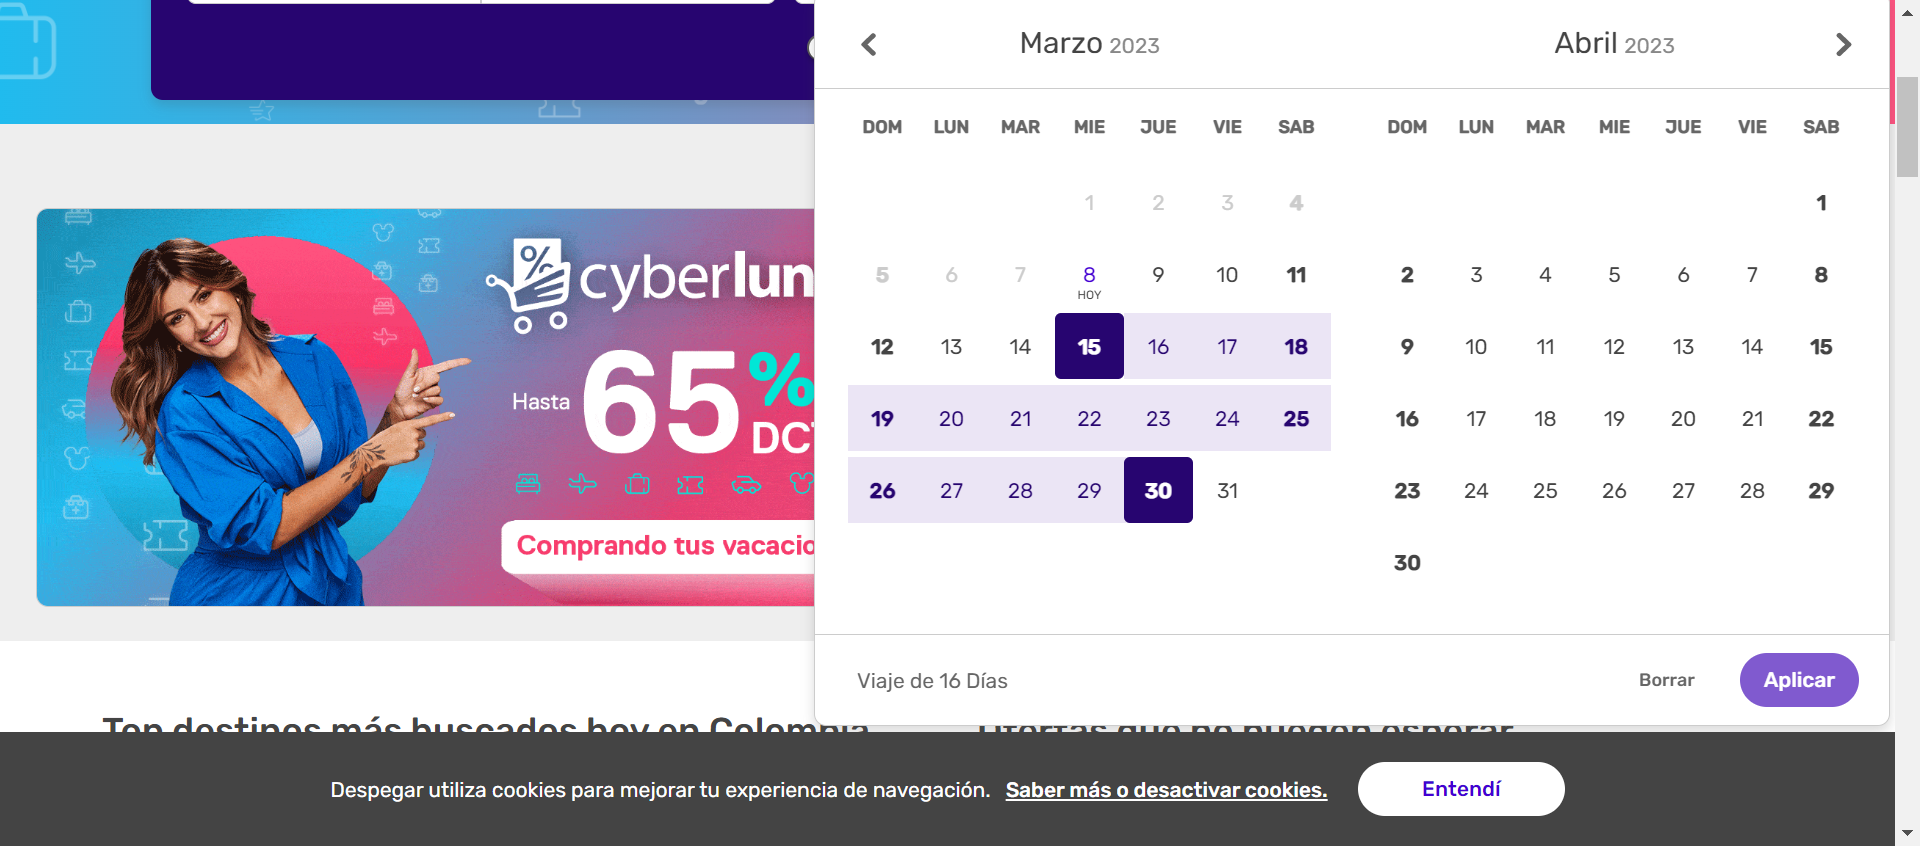 Marzo 2023
Abril 2023
DOM LUN MAR MIE JUE VIE SAB
1 2 3 4
5 6 7 8 9 10 11
HOY
12 13 14 15 16 17 18
19 20 21 22 23 24 25
26 27 28 29 30 31
DOM LUN MAR MIE JUE VIE SAB
1
2 3 4 5 6 7 8
9 10 11 12 13 14 15
16 17 18 19 20 21 22
23 24 25 26 27 28 29
30
Viaje de 16 Días
Borrar
Aplicar
%
cyberlun
Hasta 65%
DCT
Comprando tus vacacio
Top destinos más buscados hoy en Colombia
Ofertas que no pueden esperar
Despegar utiliza cookies para mejorar tu experiencia de navegación. Saber más o desactivar cookies.
Entendí